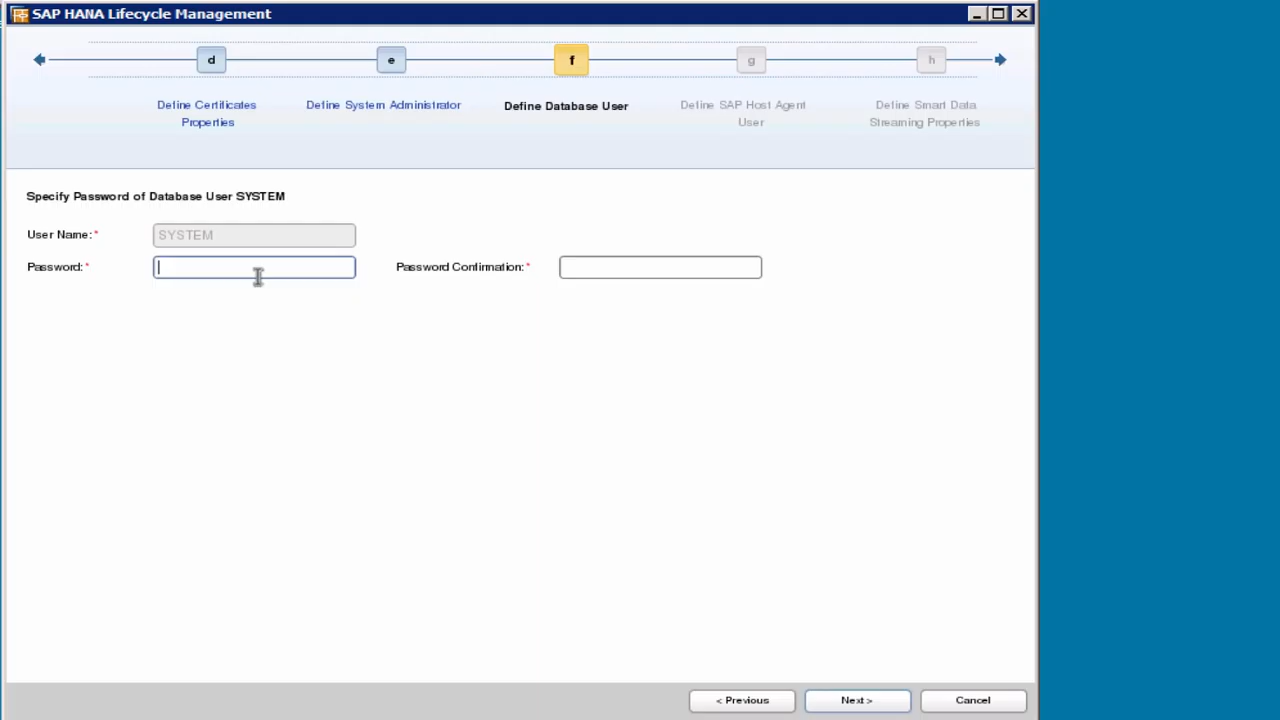 SAP HANA Lifecycle Management
d e f g h
Define Certificates Properties
Define System Administrator
Define Database User
Define SAP Host Agent User
Define Smart Data Streaming Properties
Specify Password of Database User SYSTEM
User Name:* SYSTEM
Password:* Password Confirmation:*
< Previous Next > Cancel